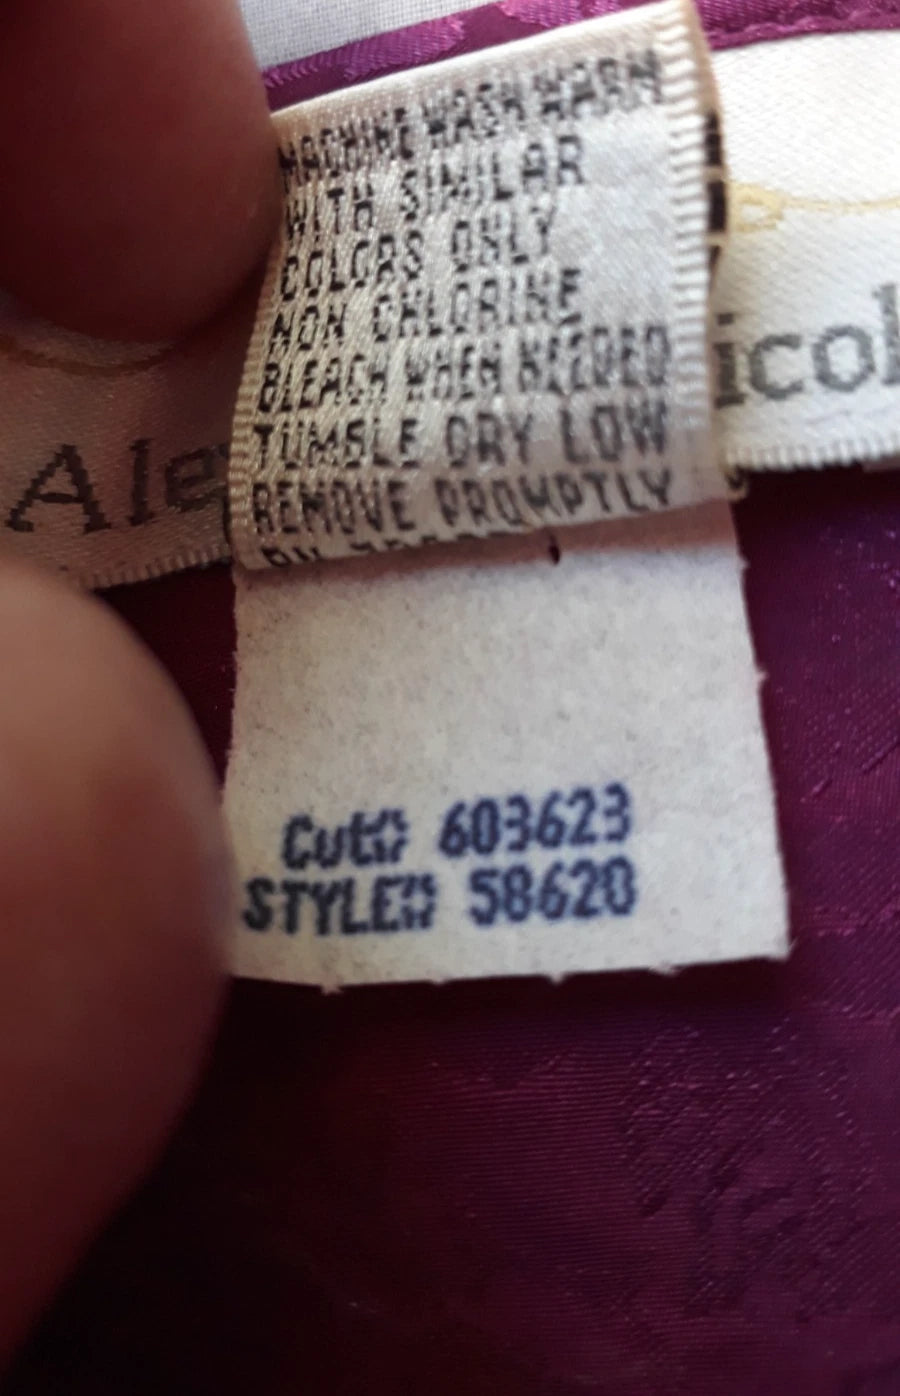 MACHINE WASH WARM
WITH SIMILAR
COLORS ONLY
NON CHLORINE
BLEACH WHEN NEEDED
TUMBLE DRY LOW
REMOVE PROMPTLY
Ale
icol
Cut# 603623
STYLE# 58620